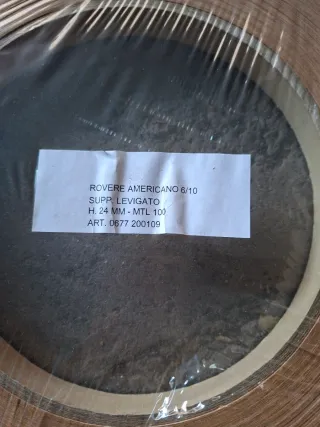 ROVERE AMERICANO 6/10
SUPP. LEVIGATO
H. 24 MM - MTL 100
ART. 0677 200109